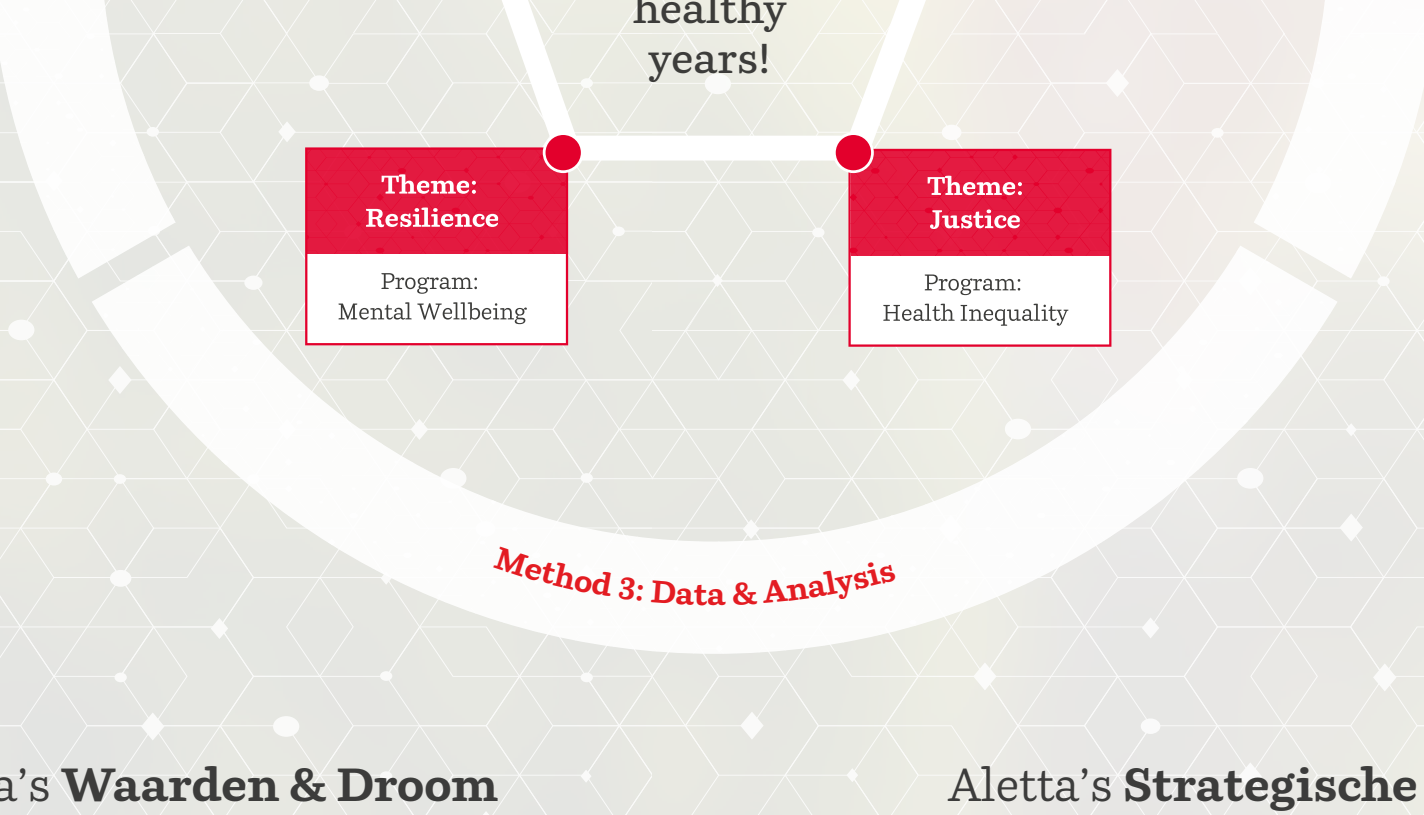 healthy
years!
Theme:
Resilience
Program:
Mental Wellbeing
Theme:
Justice
Program:
Health Inequality
Method 3: Data & Analysis
a’s Waarden & Droom
Aletta’s Strategische